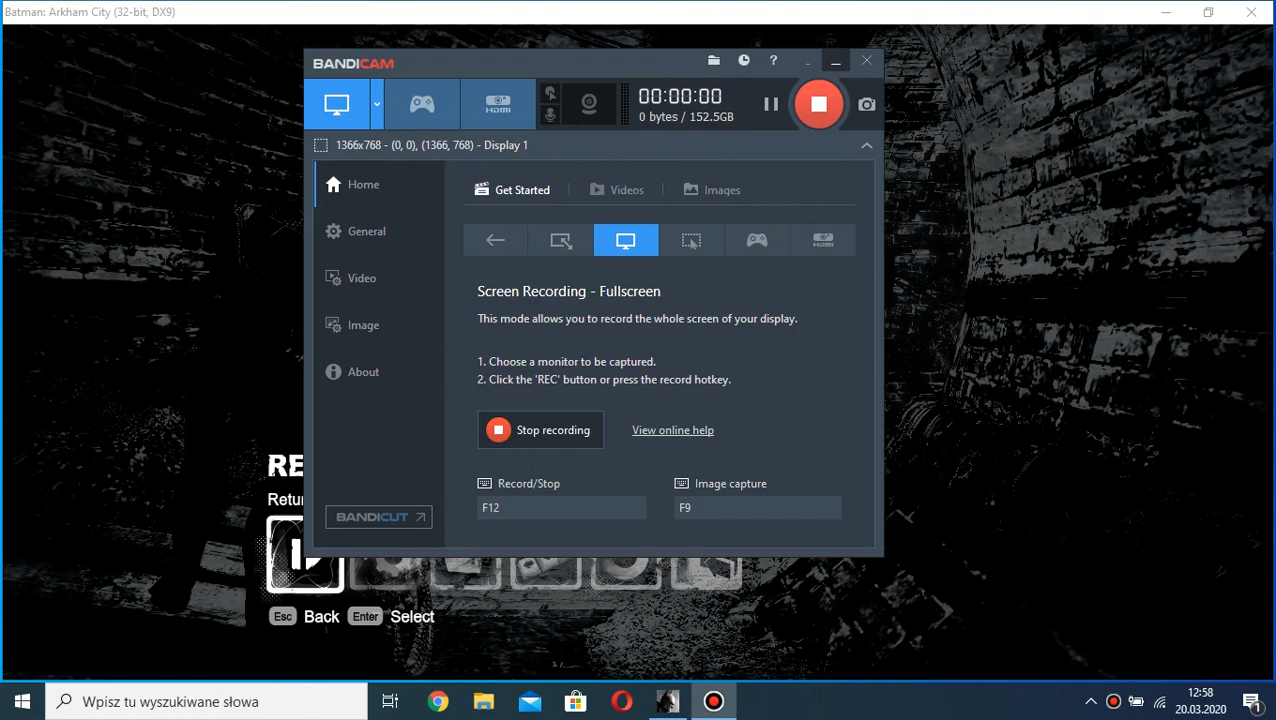 Batman: Arkham City (32-bit, DX9)
BANDICAM
HDMI
00:00:00
0 bytes / 152.5GB
1366x768 - (0, 0), (1366, 768) - Display 1
Home
General
Video
Image
About
BANDICUT
Get Started
Videos
Images
HDMI
Screen Recording - Fullscreen
This mode allows you to record the whole screen of your display.
1. Choose a monitor to be captured.
2. Click the 'REC' button or press the record hotkey.
Stop recording
View online help
Record/Stop
Image capture
F12
F9
Esc Back Enter Select
Wpisz tu wyszukiwane słowa
12:58
20.03.2020
1